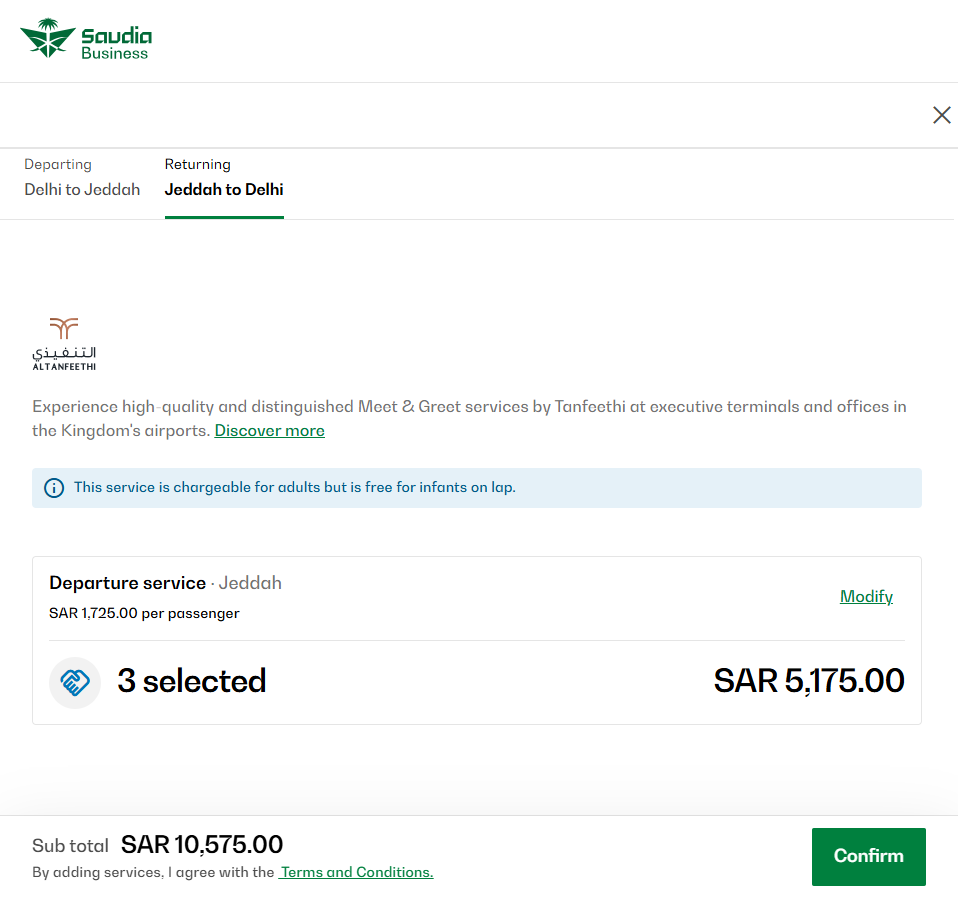 Saudia
Business
Departing
Delhi to Jeddah
Returning
Jeddah to Delhi
التنفيذي
ALTANFEETHI
Experience high-quality and distinguished Meet & Greet services by Tanfeethi at executive terminals and offices in
the Kingdom's airports. Discover more
This service is chargeable for adults but is free for infants on lap.
Departure service · Jeddah
SAR 1,725.00 per passenger
Modify
3 selected
SAR 5,175.00
Sub total SAR 10,575.00
By adding services, I agree with the Terms and Conditions.
Confirm